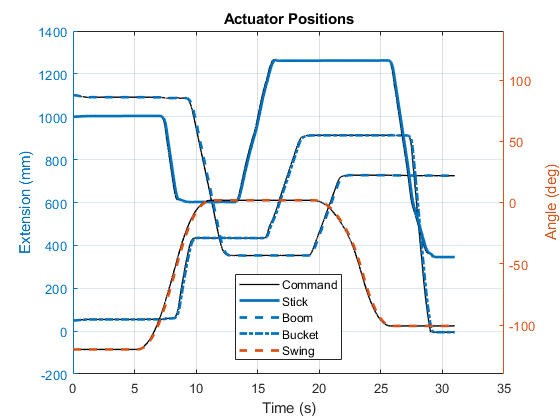 Actuator Positions
1400
1200
1000
800
600
400
200
0
-200
Extension (mm)
100
50
0
-50
-100
Angle (deg)
Command
Stick
Boom
Bucket
Swing
0
5
10
15
20
25
30
35
Time (s)